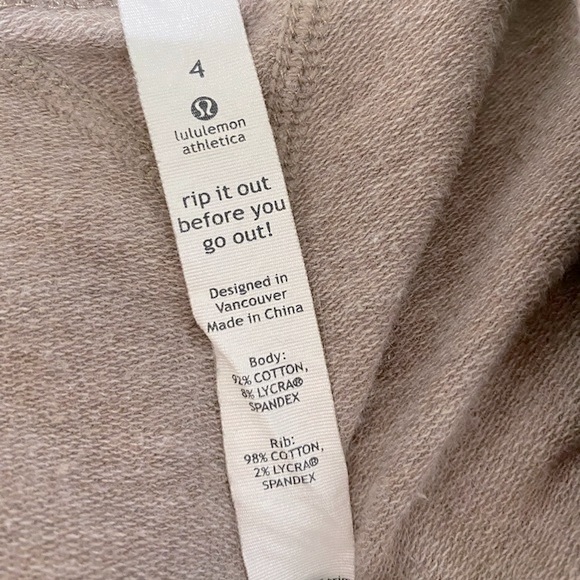 4
lululemon
athletica
rip it out
before you
go out!
Designed in
Vancouver
Made in China
Body:
92% COTTON,
8% LYCRA®
SPANDEX
Rib:
98% COTTON,
2% LYCRA®
SPANDEX